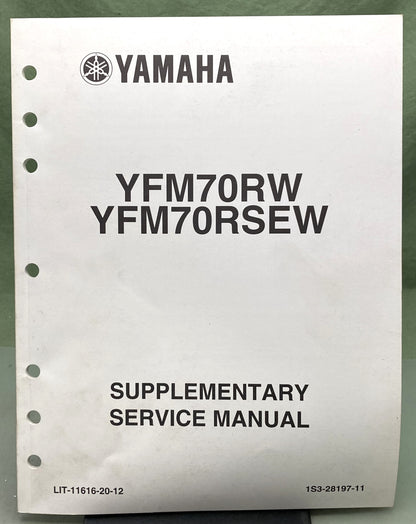 YAMAHA
YFM70RW
YFM70RSEW
SUPPLEMENTARY
SERVICE MANUAL
LIT-11616-20-12 1S3-28197-11